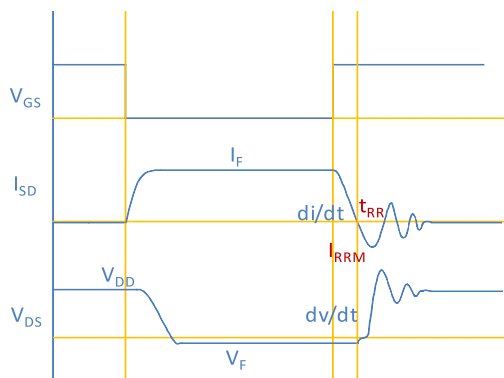 V_GS
I_F
I_SD
t_RR
di/dt
I_RRM
V_DD
V_DS
dv/dt
V_F